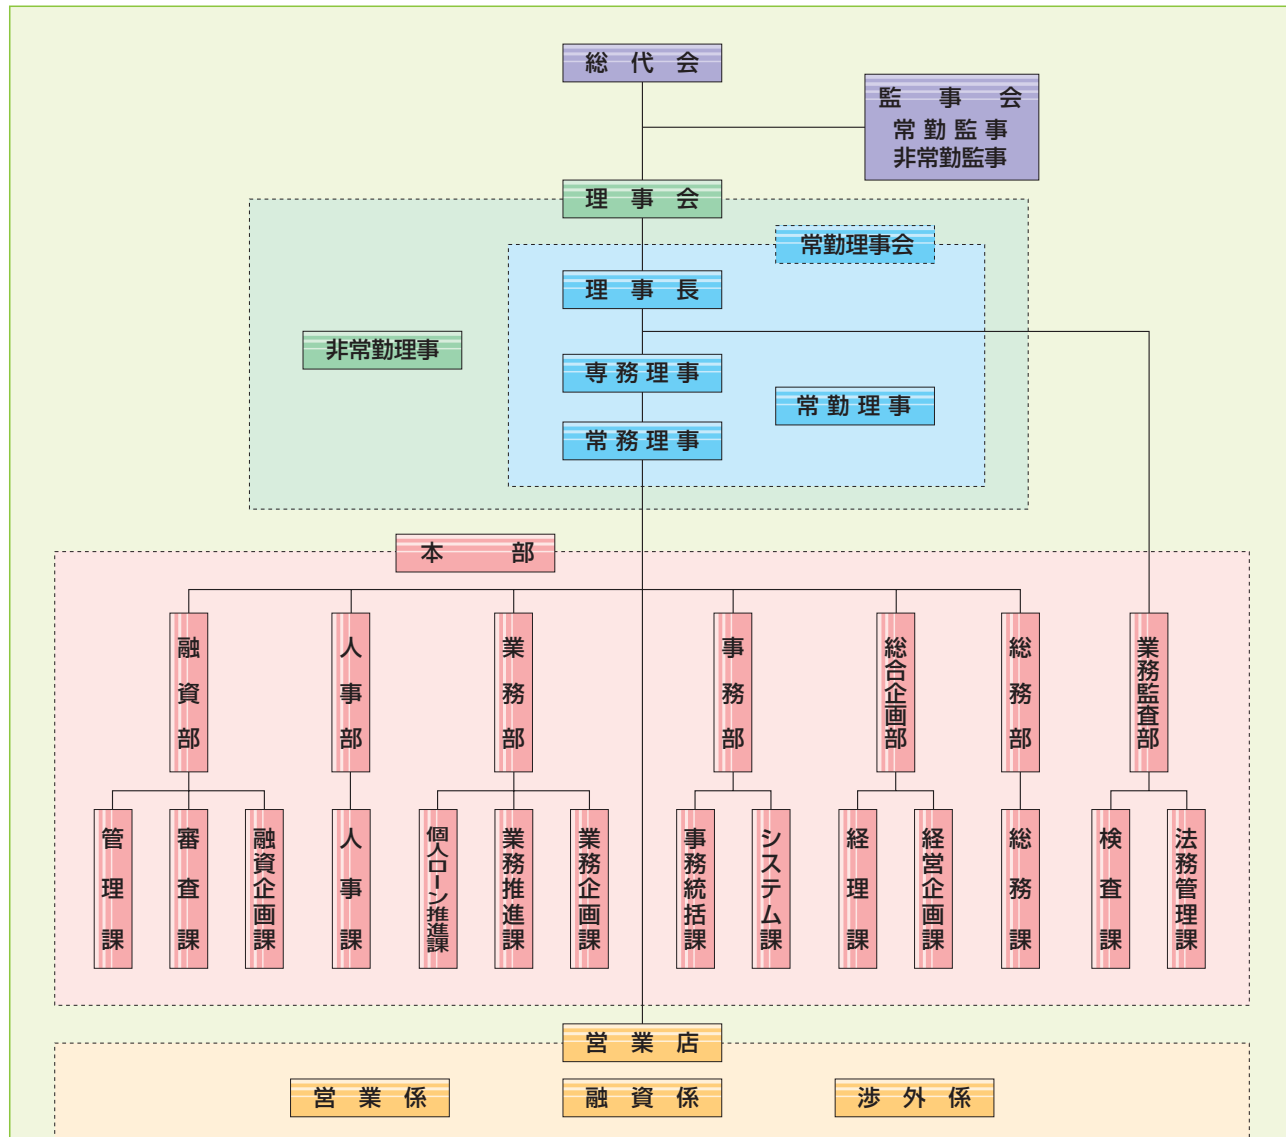 総代会
監事会
常勤監事
非常勤監事
理事会
常勤理事会
理事長
非常勤理事
専務理事
常勤理事
常務理事
本部
融資部
人事部
業務部
事務部
総合企画部
総務部
業務監査部
管理課
審査課
融資企画課
人事課
個人ローン推進課
業務推進課
業務企画課
事務統括課
システム課
経理課
経営企画課
総務課
検査課
法務管理課
営業店
営業係
融資係
渉外係